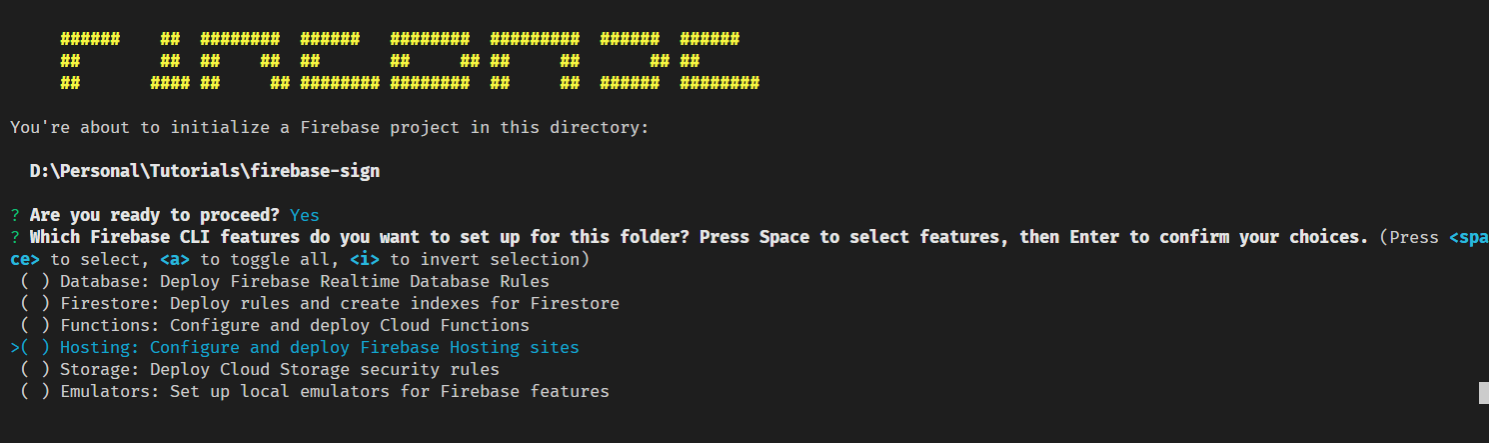 ###### ## ######## ###### ######## ######### ###### ######
## ## ## ## ## ## ## ## ## ## ##
## #### ## ## ######## ######## ## ## ###### ########
You're about to initialize a Firebase project in this directory:
D:\Personal\Tutorials\firebase-sign
? Are you ready to proceed? Yes
? Which Firebase CLI features do you want to set up for this folder? Press Space to select features, then Enter to confirm your choices. (Press <spa
ce> to select, <a> to toggle all, <i> to invert selection)
( ) Database: Deploy Firebase Realtime Database Rules
( ) Firestore: Deploy rules and create indexes for Firestore
( ) Functions: Configure and deploy Cloud Functions
>( ) Hosting: Configure and deploy Firebase Hosting sites
( ) Storage: Deploy Cloud Storage security rules
( ) Emulators: Set up local emulators for Firebase features